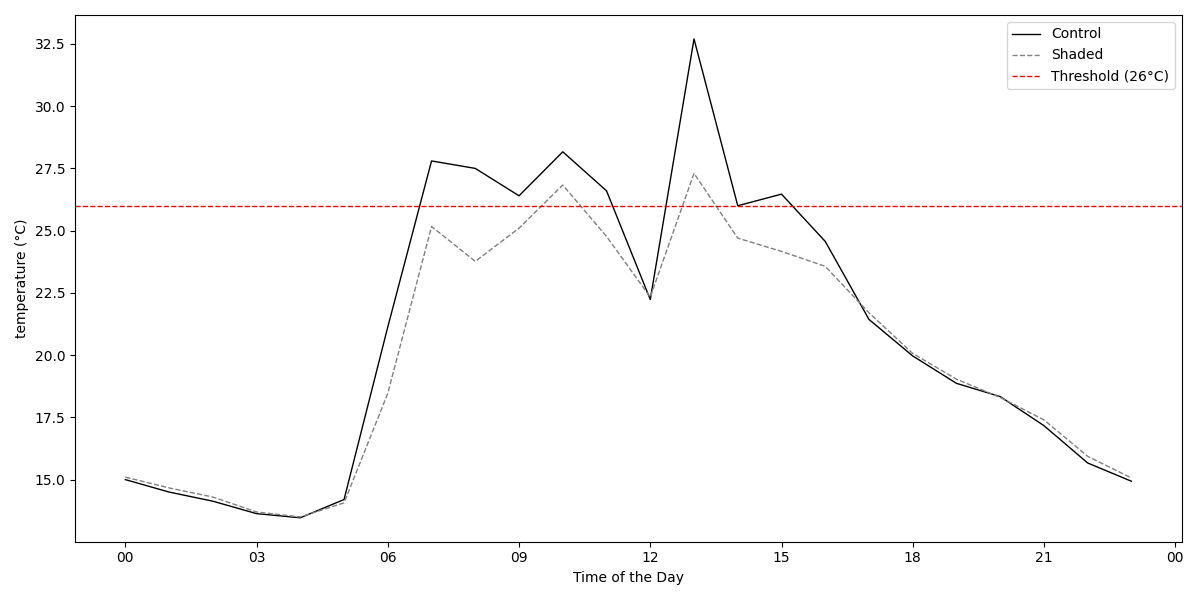 Control
Shaded
Threshold (26°C)
32.5
30.0
27.5
25.0
22.5
20.0
17.5
15.0
temperature (°C)
00 03 06 09 12 15 18 21 00
Time of the Day